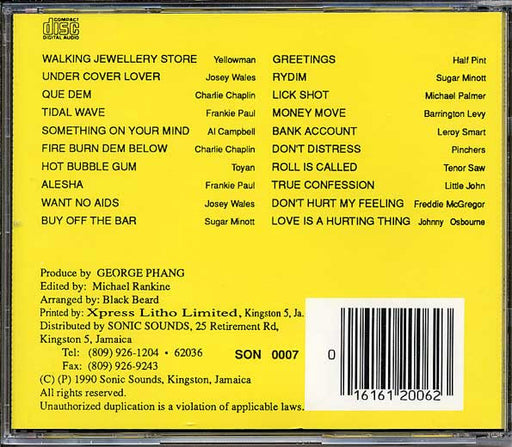 COMPACT
disc
DIGITAL AUDIO
WALKING JEWELLERY STORE Yellowman
UNDER COVER LOVER Josey Wales
QUE DEM Charlie Chaplin
TIDAL WAVE Frankie Paul
SOMETHING ON YOUR MIND Al Campbell
FIRE BURN DEM BELOW Charlie Chaplin
HOT BUBBLE GUM Toyan
ALESHA Frankie Paul
WANT NO AIDS Josey Wales
BUY OFF THE BAR Sugar Minott
GREETINGS Half Pint
RYDIM Sugar Minott
LICK SHOT Michael Palmer
MONEY MOVE Barrington Levy
BANK ACCOUNT Leroy Smart
DON'T DISTRESS Pinchers
ROLL IS CALLED Tenor Saw
TRUE CONFESSION Little John
DON'T HURT MY FEELING Freddie McGregor
LOVE IS A HURTING THING Johnny Osbourne
Produce by GEORGE PHANG
Edited by: Michael Rankine
Arranged by: Black Beard
Printed by: Xpress Litho Limited, Kingston 5, Ja.
Distributed by SONIC SOUNDS, 25 Retirement Rd,
Kingston 5, Jamaica
Tel: (809) 926-1204 • 62036
Fax: (809) 926-9243
(C) (P) 1990 Sonic Sounds, Kingston, Jamaica
All rights reserved.
Unauthorized duplication is a violation of applicable laws.
SON 0007
0
16161 20062